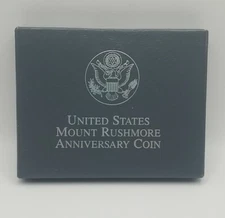 United States
Mount Rushmore
Anniversary Coin